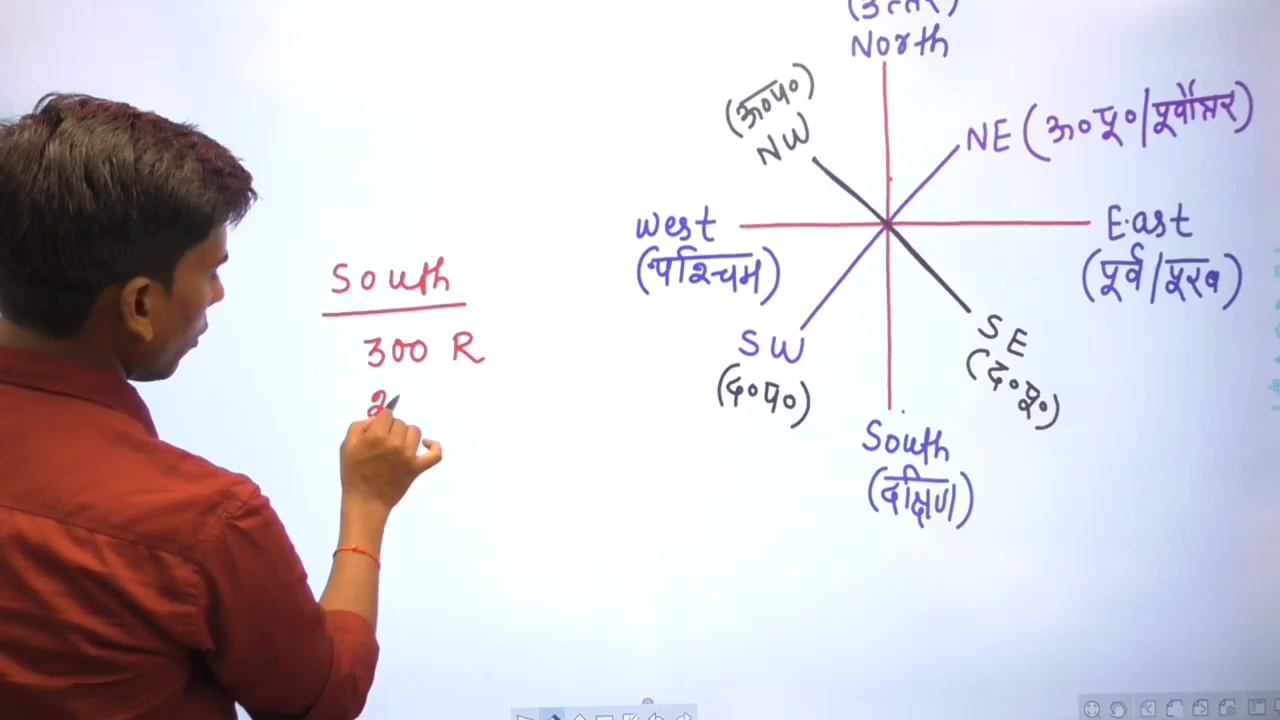 (उत्तर)
North
(उ०प०)
NW
NE (उ०पू०/पूर्वोत्तर)
West
(पश्चिम)
East
(पूर्व/पूरब)
South
300 R
2
SW
(द०प०)
SE
(द०पू०)
South
(दक्षिण)